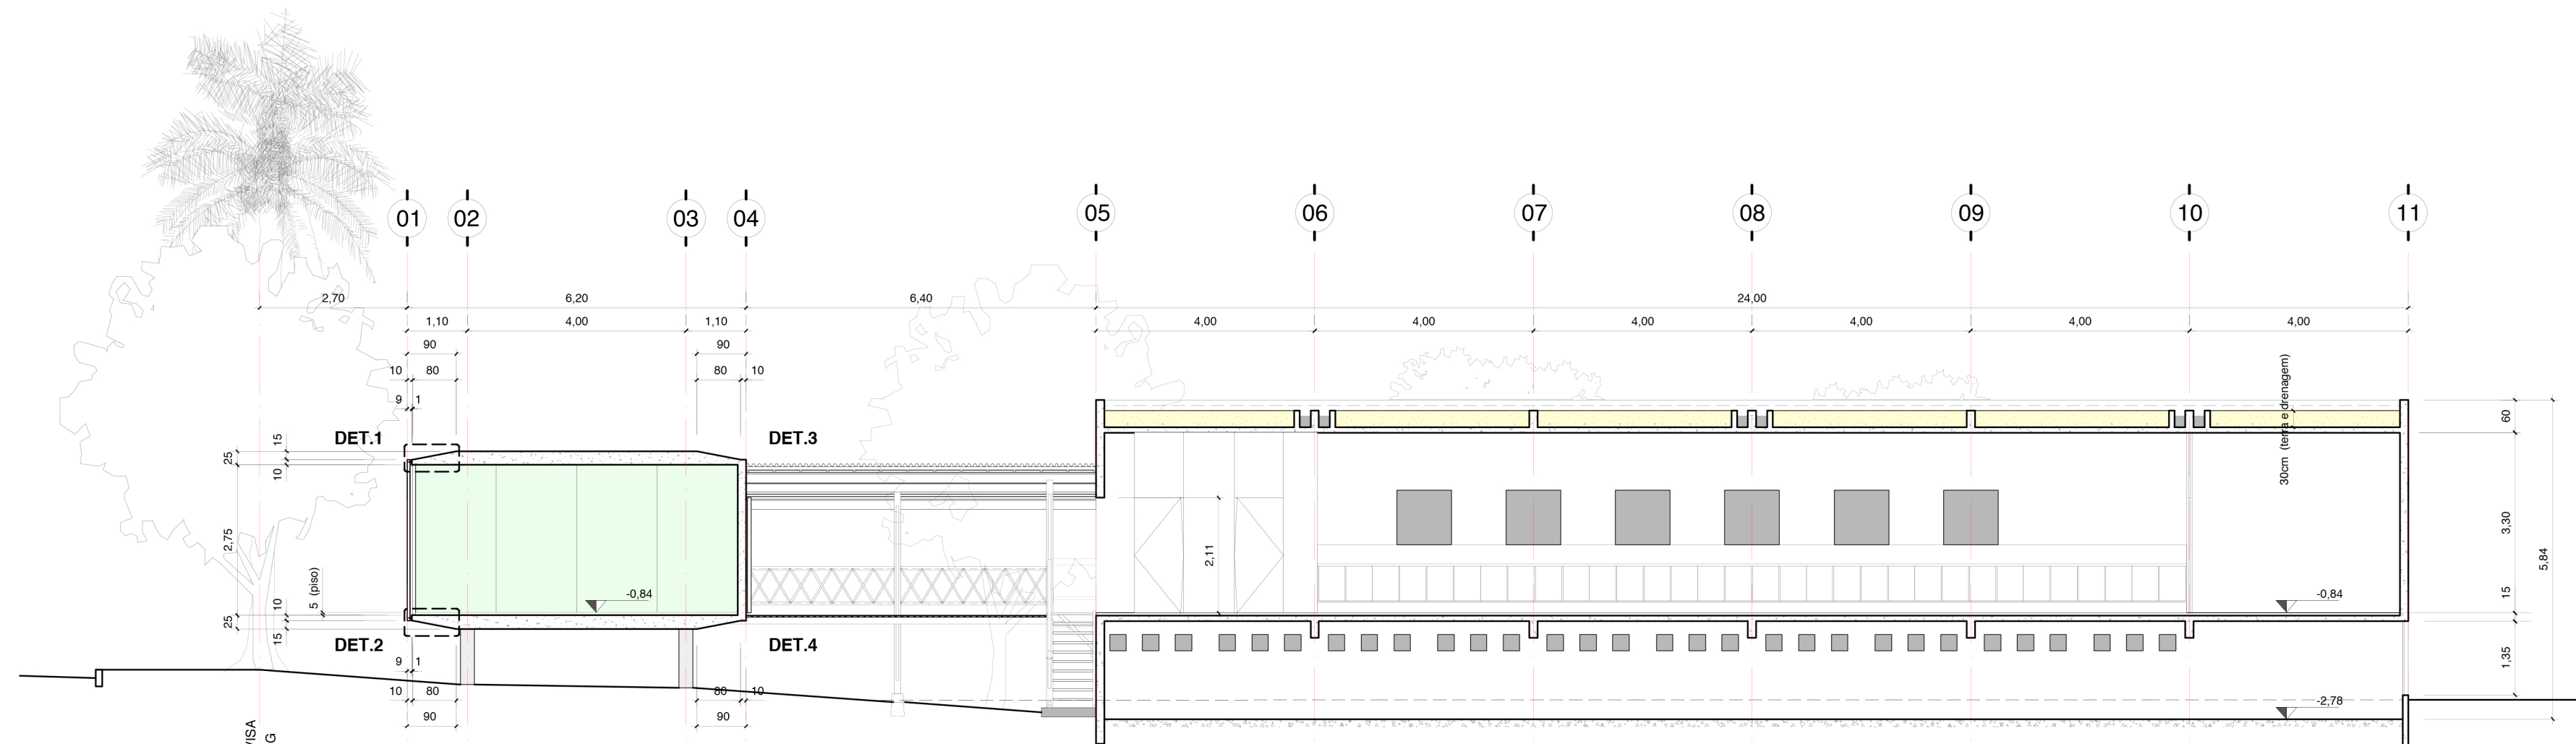 01 02 03 04 05 06 07 08 09 10 11
2,70 6,20 6,40 24,00
1,10 4,00 1,10 4,00 4,00 4,00 4,00 4,00 4,00
90 90
10 80 80 10
9 1
30cm (terra e drenagem)
DET.1 DET.3
15
25
10
60
2,75
2,11
3,30
5,84
5 (piso)
10
25
15
-0,84 -0,84
15
DET.2 DET.4
9 1
1,35
10 80 80 10
-2,78
90 90
VISA
G